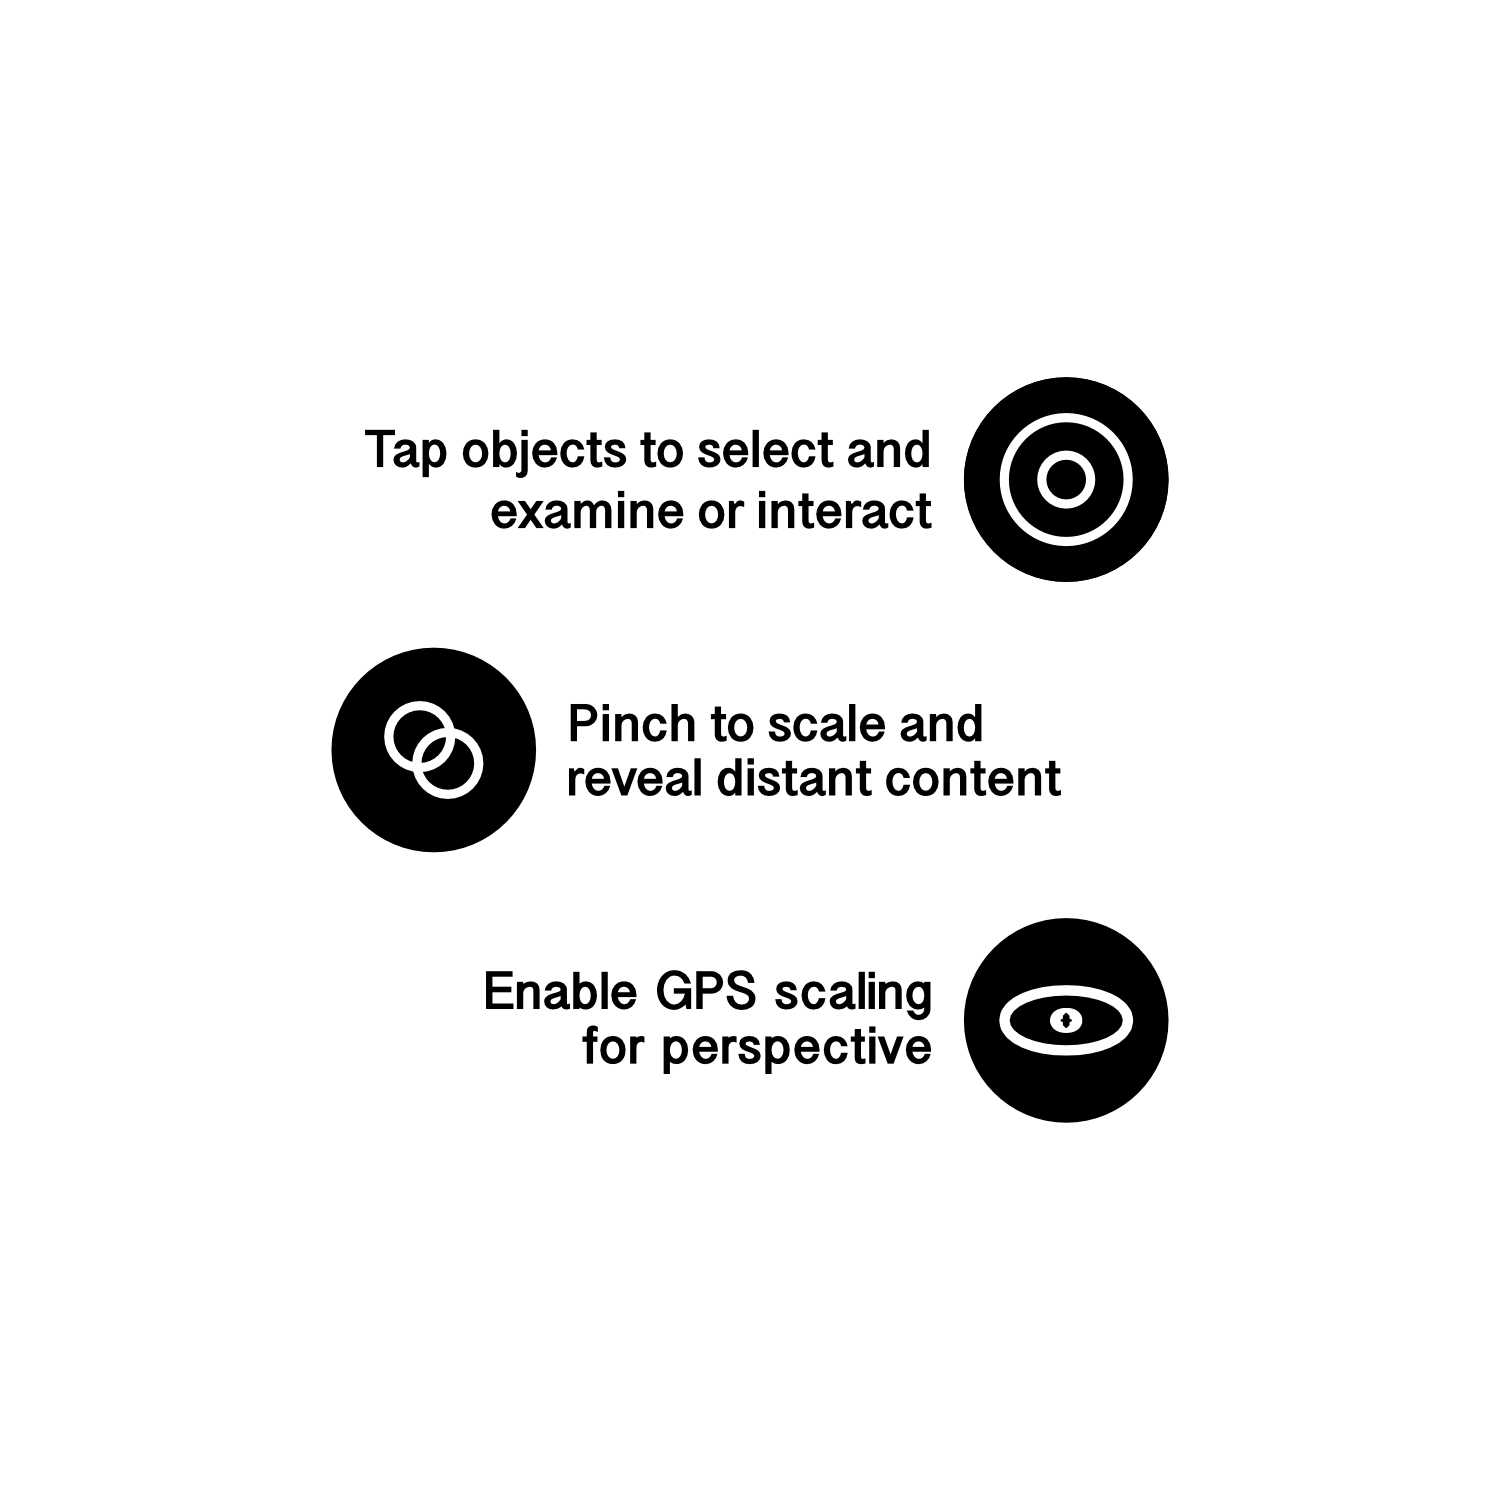 Tap objects to select and
examine or interact
Pinch to scale and
reveal distant content
Enable GPS scaling
for perspective